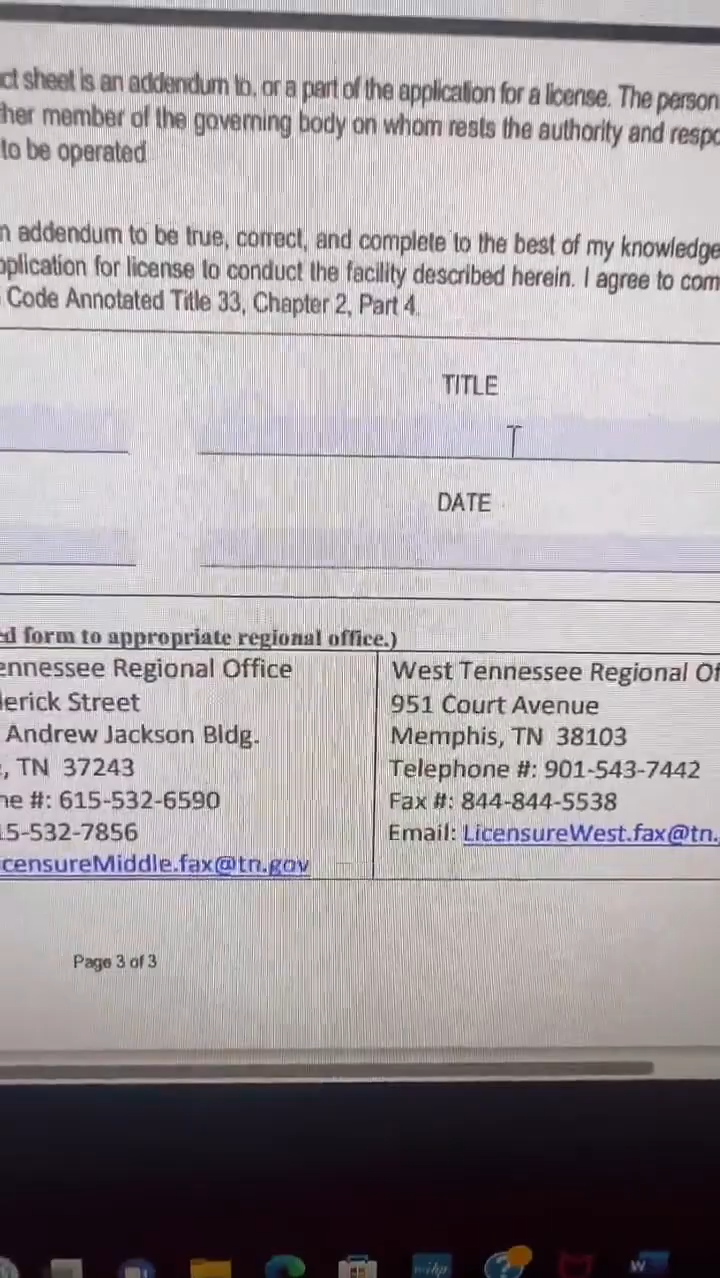 ct sheet is an addendum to, or a part of the application for a license. The person
her member of the governing body on whom rests the authority and respo
to be operated
n addendum to be true, correct, and complete to the best of my knowledge
pplication for license to conduct the facility described herein. I agree to com
Code Annotated Title 33, Chapter 2, Part 4.
TITLE
DATE
ed form to appropriate regional office.)
ennessee Regional Office
derick Street
Andrew Jackson Bldg.
, TN 37243
ne #: 615-532-6590
15-532-7856
censureMiddle.fax@tn.gov
West Tennessee Regional Of
951 Court Avenue
Memphis, TN 38103
Telephone #: 901-543-7442
Fax #: 844-844-5538
Email: LicensureWest.fax@tn.
Page 3 of 3
mihp
W